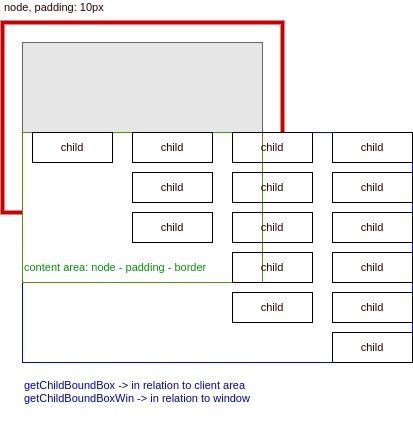 node, padding: 10px
child child child child
child child child
child child child
content area: node - padding - border child child
child child
child
getChildBoundBox -> in relation to client area
getChildBoundBoxWin -> in relation to window